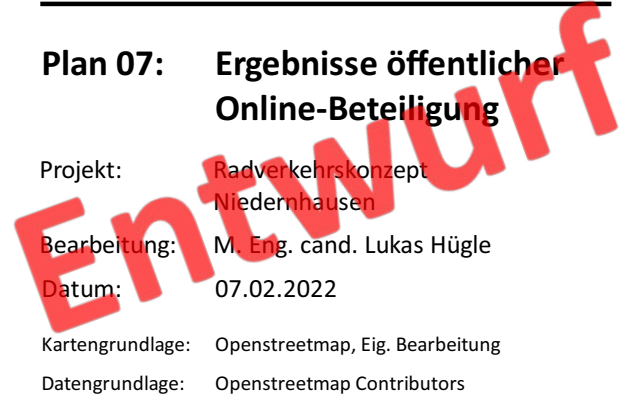 Plan 07: Ergebnisse öffentlicher
Online-Beteiligung
Projekt: Radverkehrskonzept
Niedernhausen
Bearbeitung: M. Eng. cand. Lukas Hügle
Datum: 07.02.2022
Kartengrundlage: Openstreetmap, Eig. Bearbeitung
Datengrundlage: Openstreetmap Contributors
Entwurf